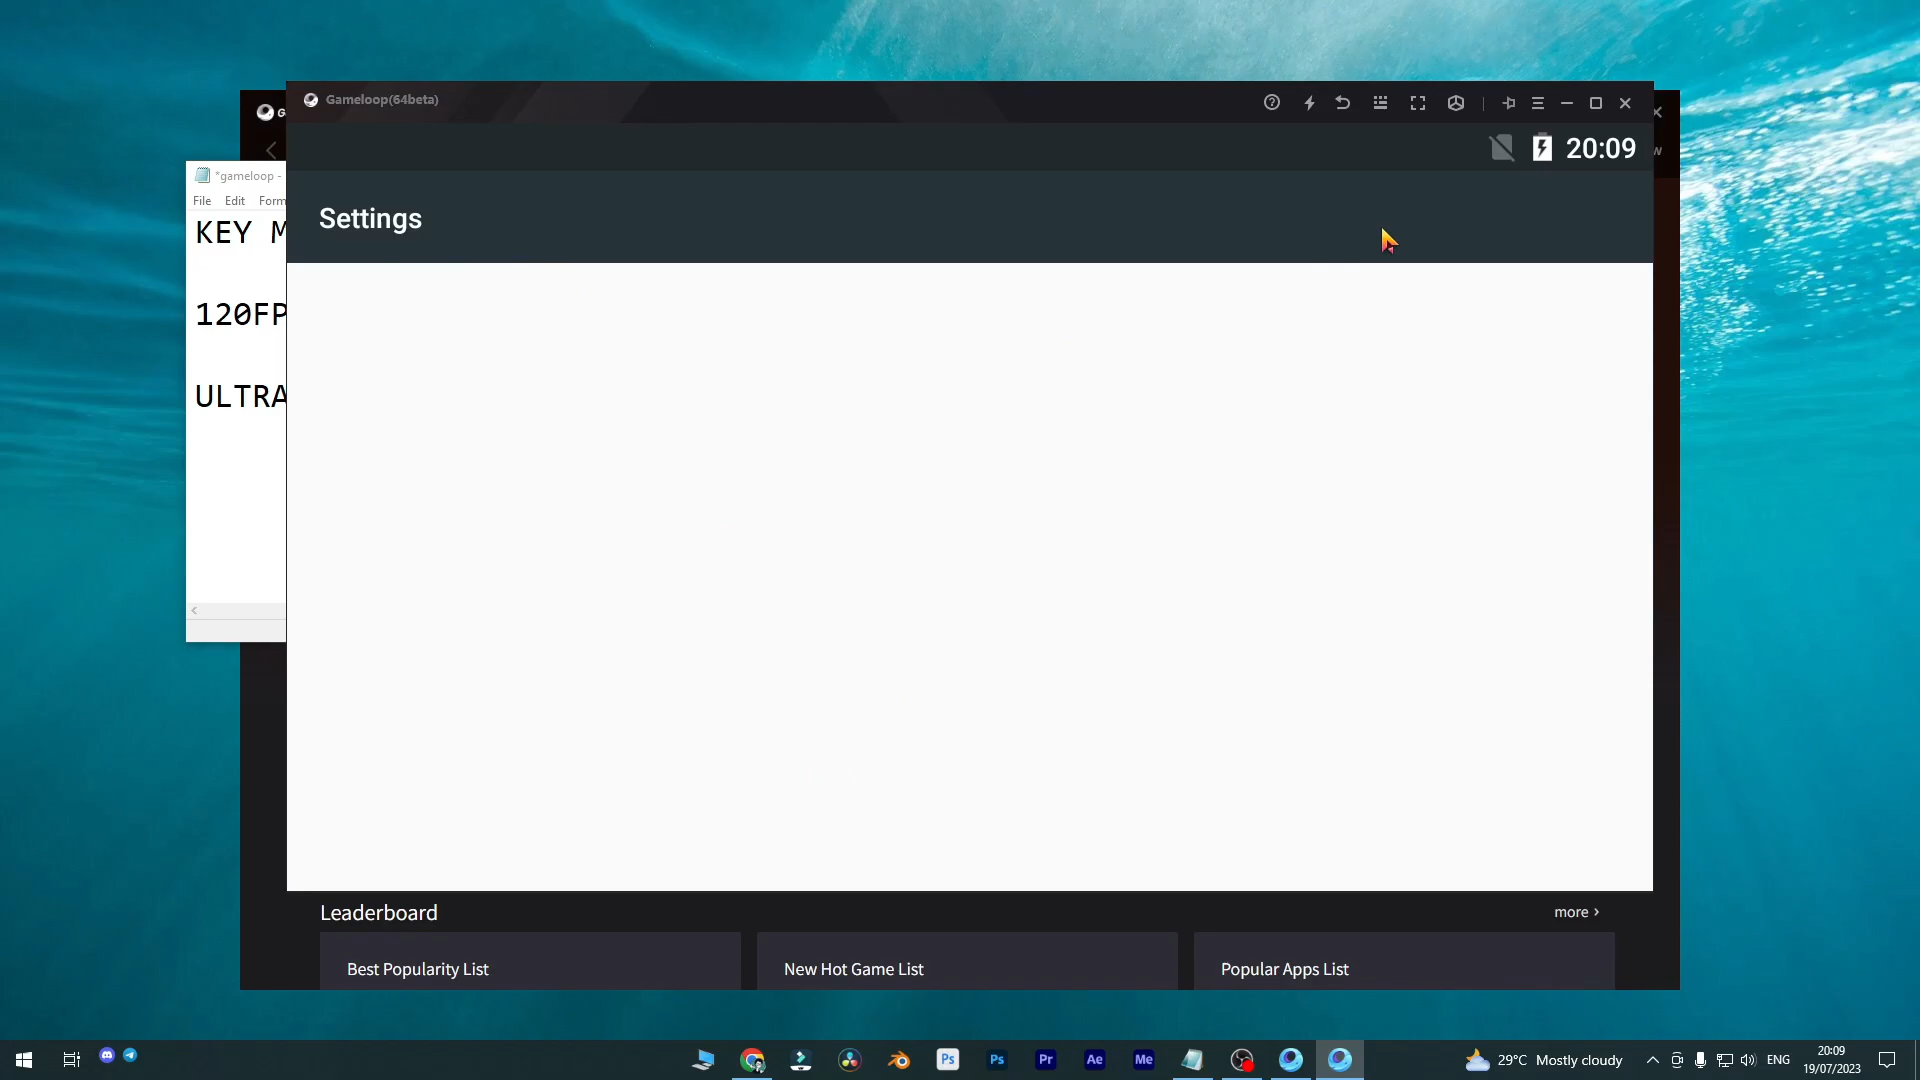 Gameloop(64beta)
G
20:09
W
*gameloop -
File Edit Form
Settings
KEY M
120FP
ULTRA
Leaderboard
more ›
Best Popularity List
New Hot Game List
Popular Apps List
Ps
Ps
Pr
Ae
Me
29°C Mostly cloudy
ENG
20:09
19/07/2023